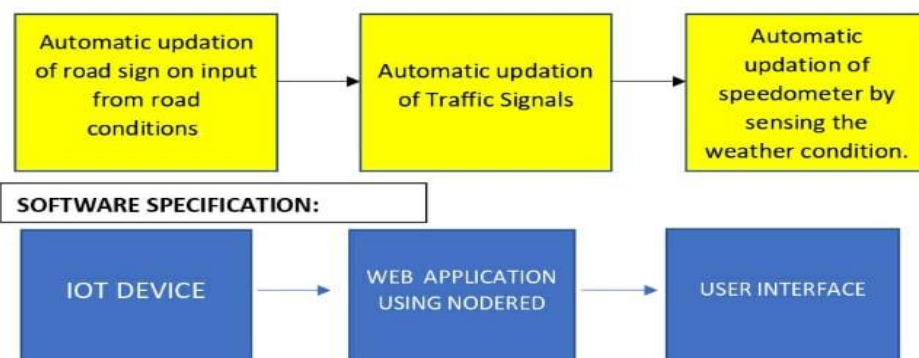 Automatic updation
of road sign on input
from road
conditions
Automatic updation
of Traffic Signals
Automatic
updation of
speedometer by
sensing the
weather condition.
SOFTWARE SPECIFICATION:
IOT DEVICE
WEB APPLICATION
USING NODERED
USER INTERFACE